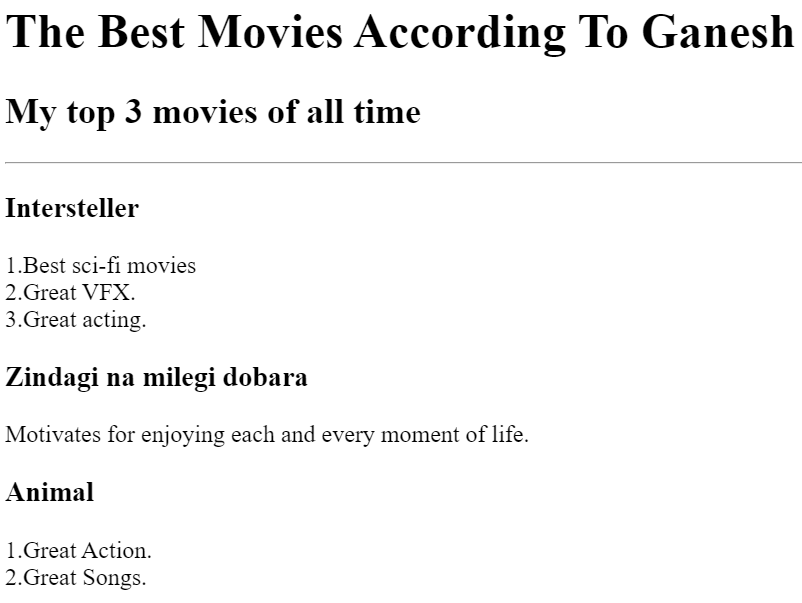 The Best Movies According To Ganesh
My top 3 movies of all time
Intersteller
1.Best sci-fi movies
2.Great VFX.
3.Great acting.
Zindagi na milegi dobara
Motivates for enjoying each and every moment of life.
Animal
1.Great Action.
2.Great Songs.